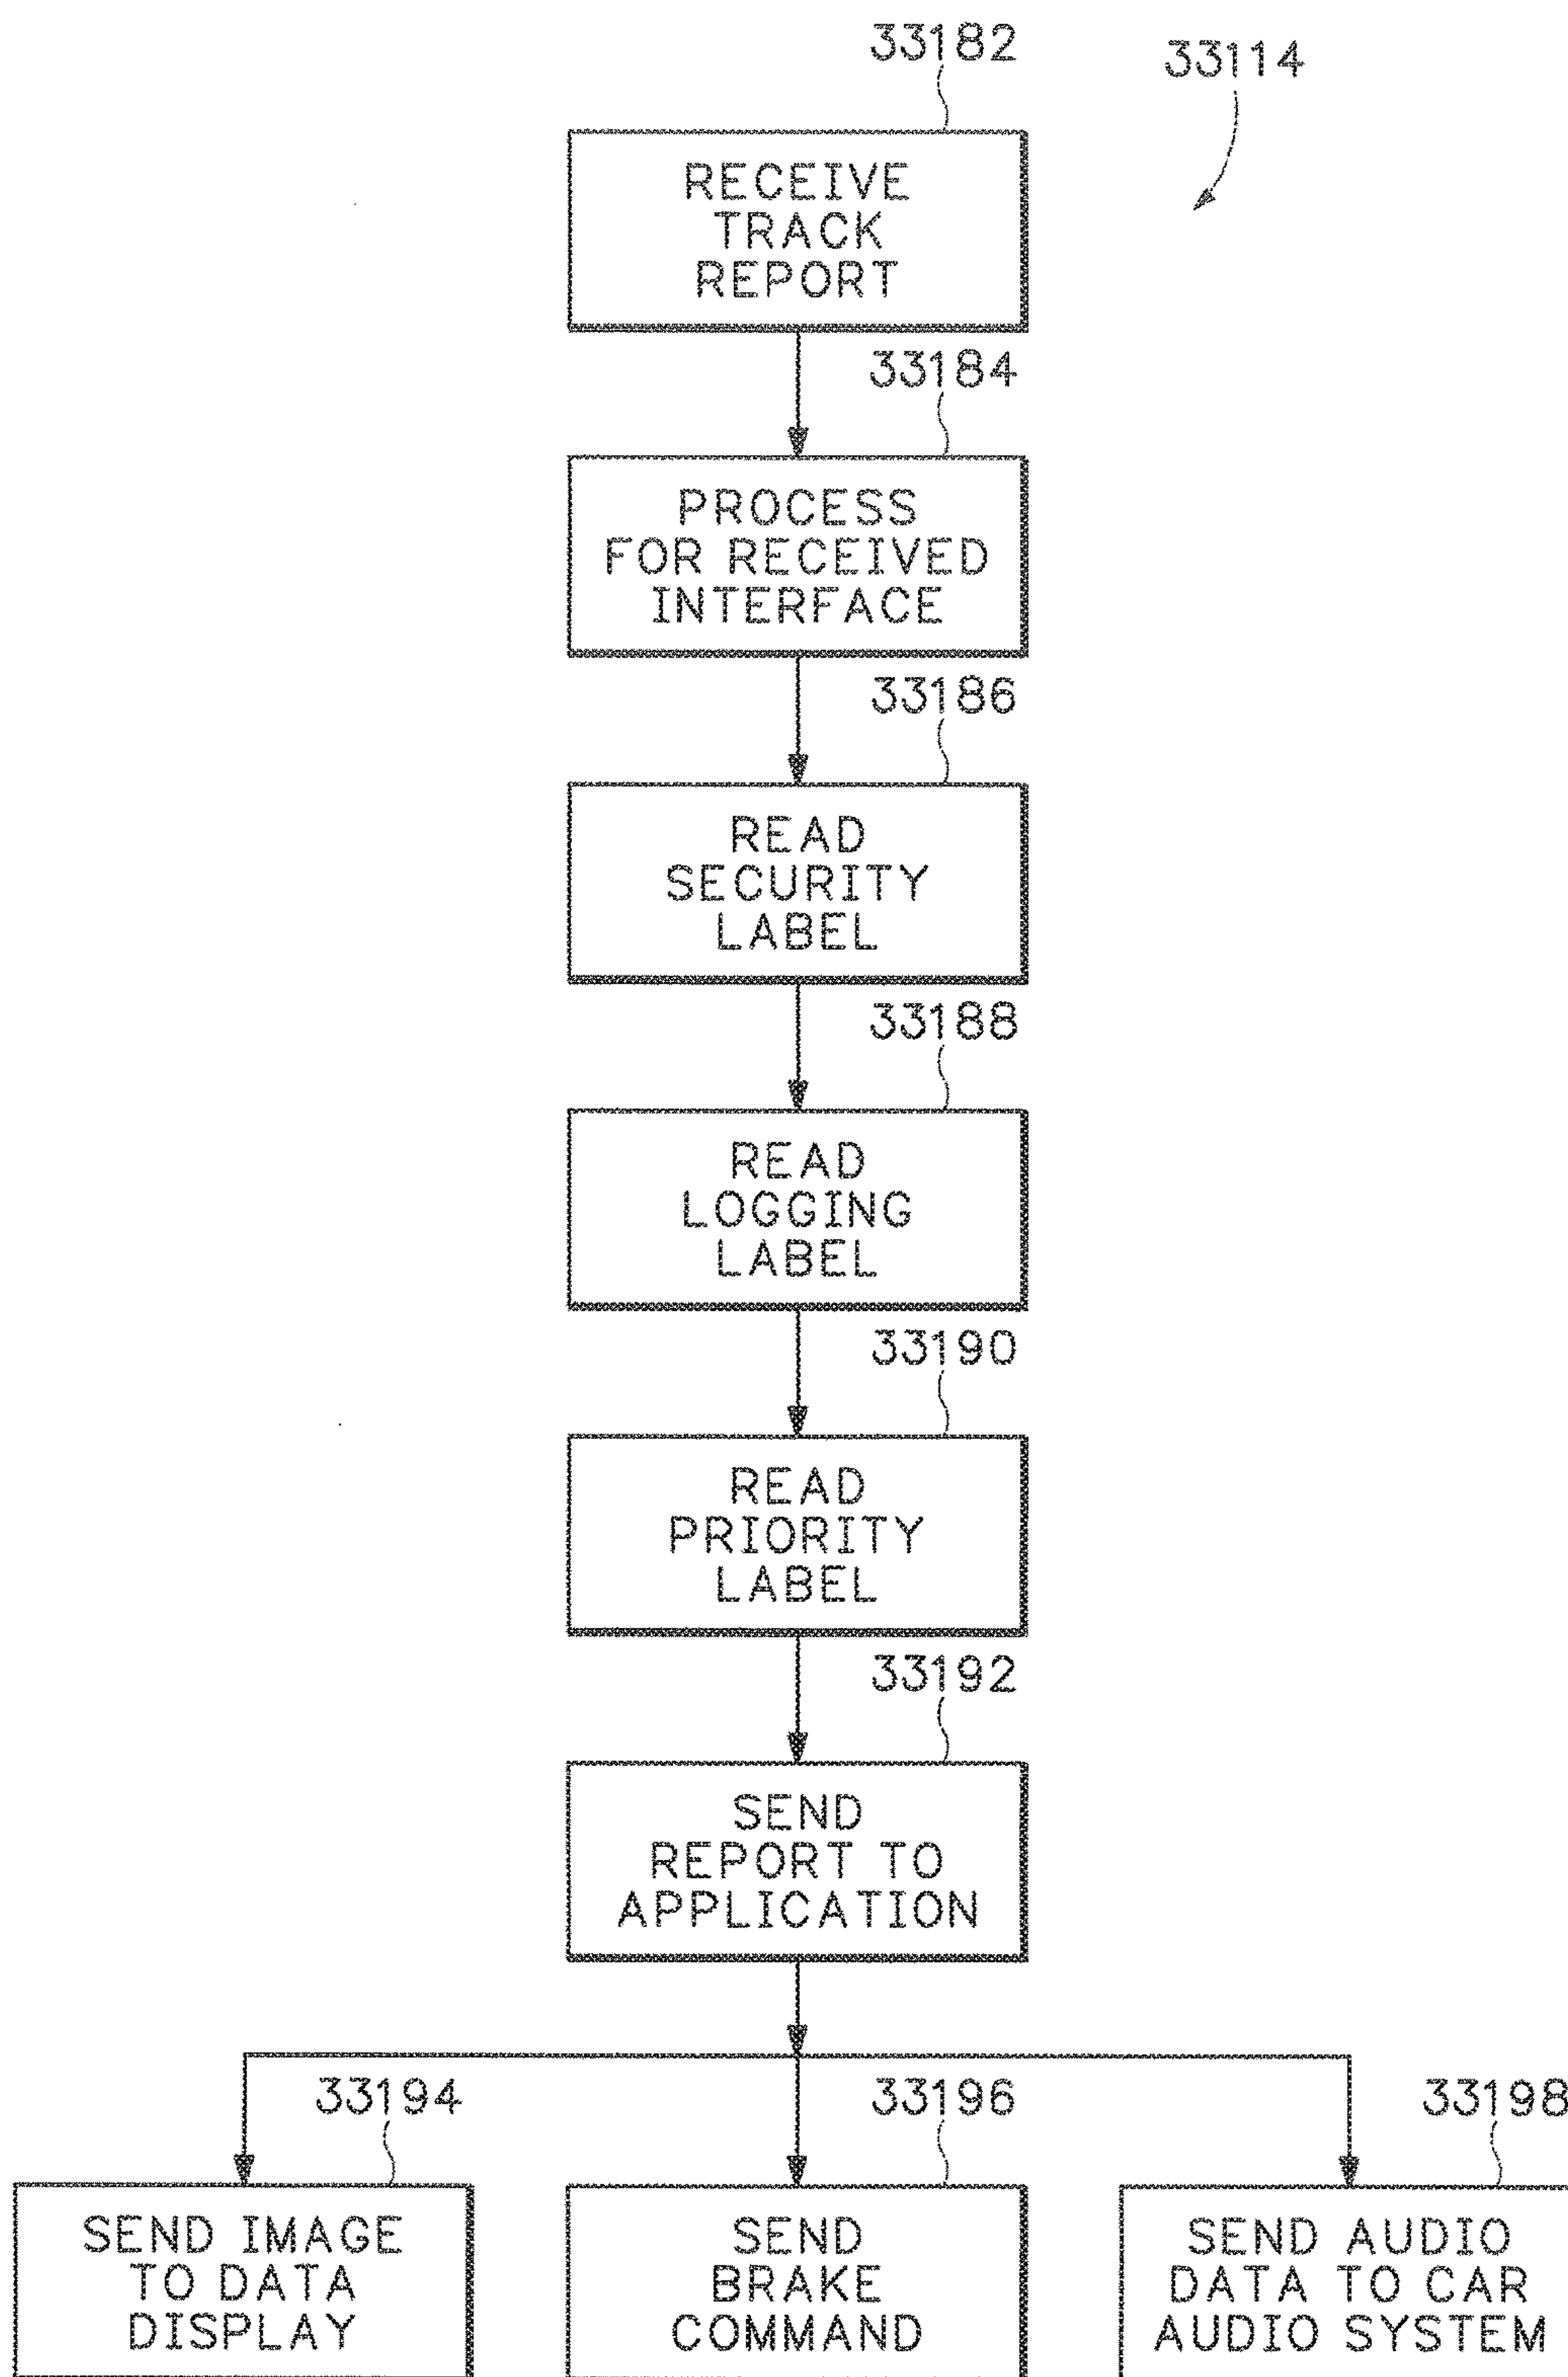 33182
33114
RECEIVE
TRACK
REPORT
33184
PROCESS
FOR RECEIVED
INTERFACE
33186
READ
SECURITY
LABEL
33188
READ
LOGGING
LABEL
33190
READ
PRIORITY
LABEL
33192
SEND
REPORT TO
APPLICATION
33194
SEND IMAGE
TO DATA
DISPLAY
33196
SEND
BRAKE
COMMAND
33198
SEND AUDIO
DATA TO CAR
AUDIO SYSTEM